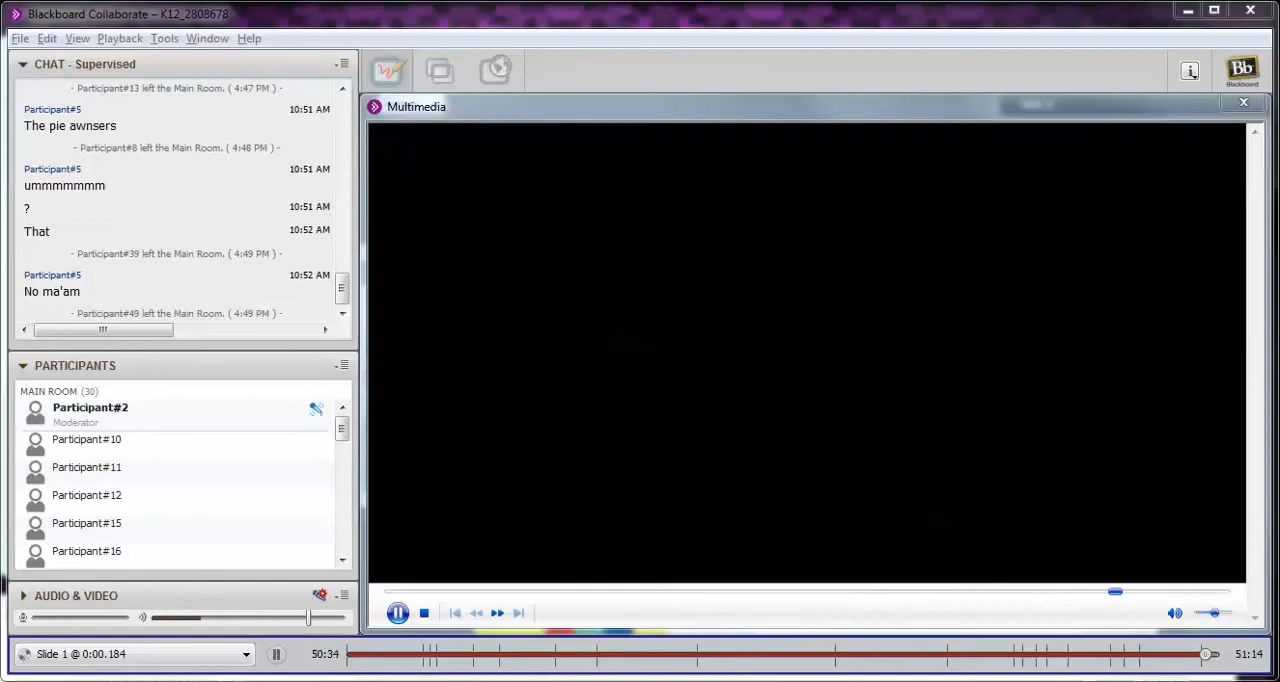 Blackboard Collaborate – K12_2808678
File Edit View Playback Tools Window Help
CHAT - Supervised
- Participant#13 left the Main Room. ( 4:47 PM ) -
Participant#5 10:51 AM
The pie awnsers
- Participant#8 left the Main Room. ( 4:48 PM ) -
Participant#5 10:51 AM
ummmmmmm
? 10:51 AM
That 10:52 AM
- Participant#39 left the Main Room. ( 4:49 PM ) -
Participant#5 10:52 AM
No ma'am
- Participant#49 left the Main Room. ( 4:49 PM ) -
PARTICIPANTS
MAIN ROOM (30)
Participant#2
Moderator
Participant#10
Participant#11
Participant#12
Participant#15
Participant#16
AUDIO & VIDEO
Bb
Blackboard
Multimedia
Slide 1 @ 0:00.184
50:34
51:14